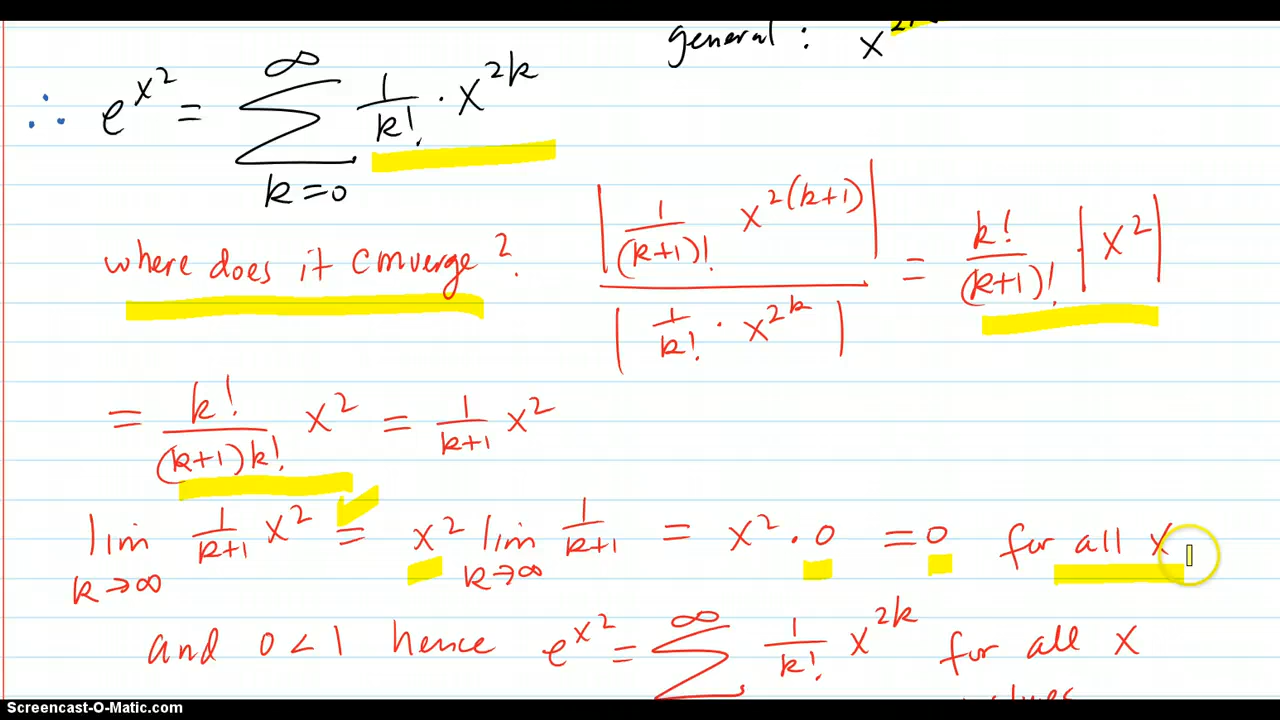 general : x
∴ e^{x^2} = ∑_{k=0}^{∞} 1/k! · x^{2k}
where does it converge ?
|1/(k+1)! x^{2(k+1)}| / |1/k! · x^{2k}| = k!/(k+1)! |x^2|
= k!/((k+1)k!) x^2 = 1/(k+1) x^2
lim_{k→∞} 1/(k+1) x^2 = x^2 lim_{k→∞} 1/(k+1) = x^2 · 0 = 0 for all x
and 0 < 1 hence e^{x^2} = ∑^{∞} 1/k! x^{2k} for all x
Screencast-O-Matic.com